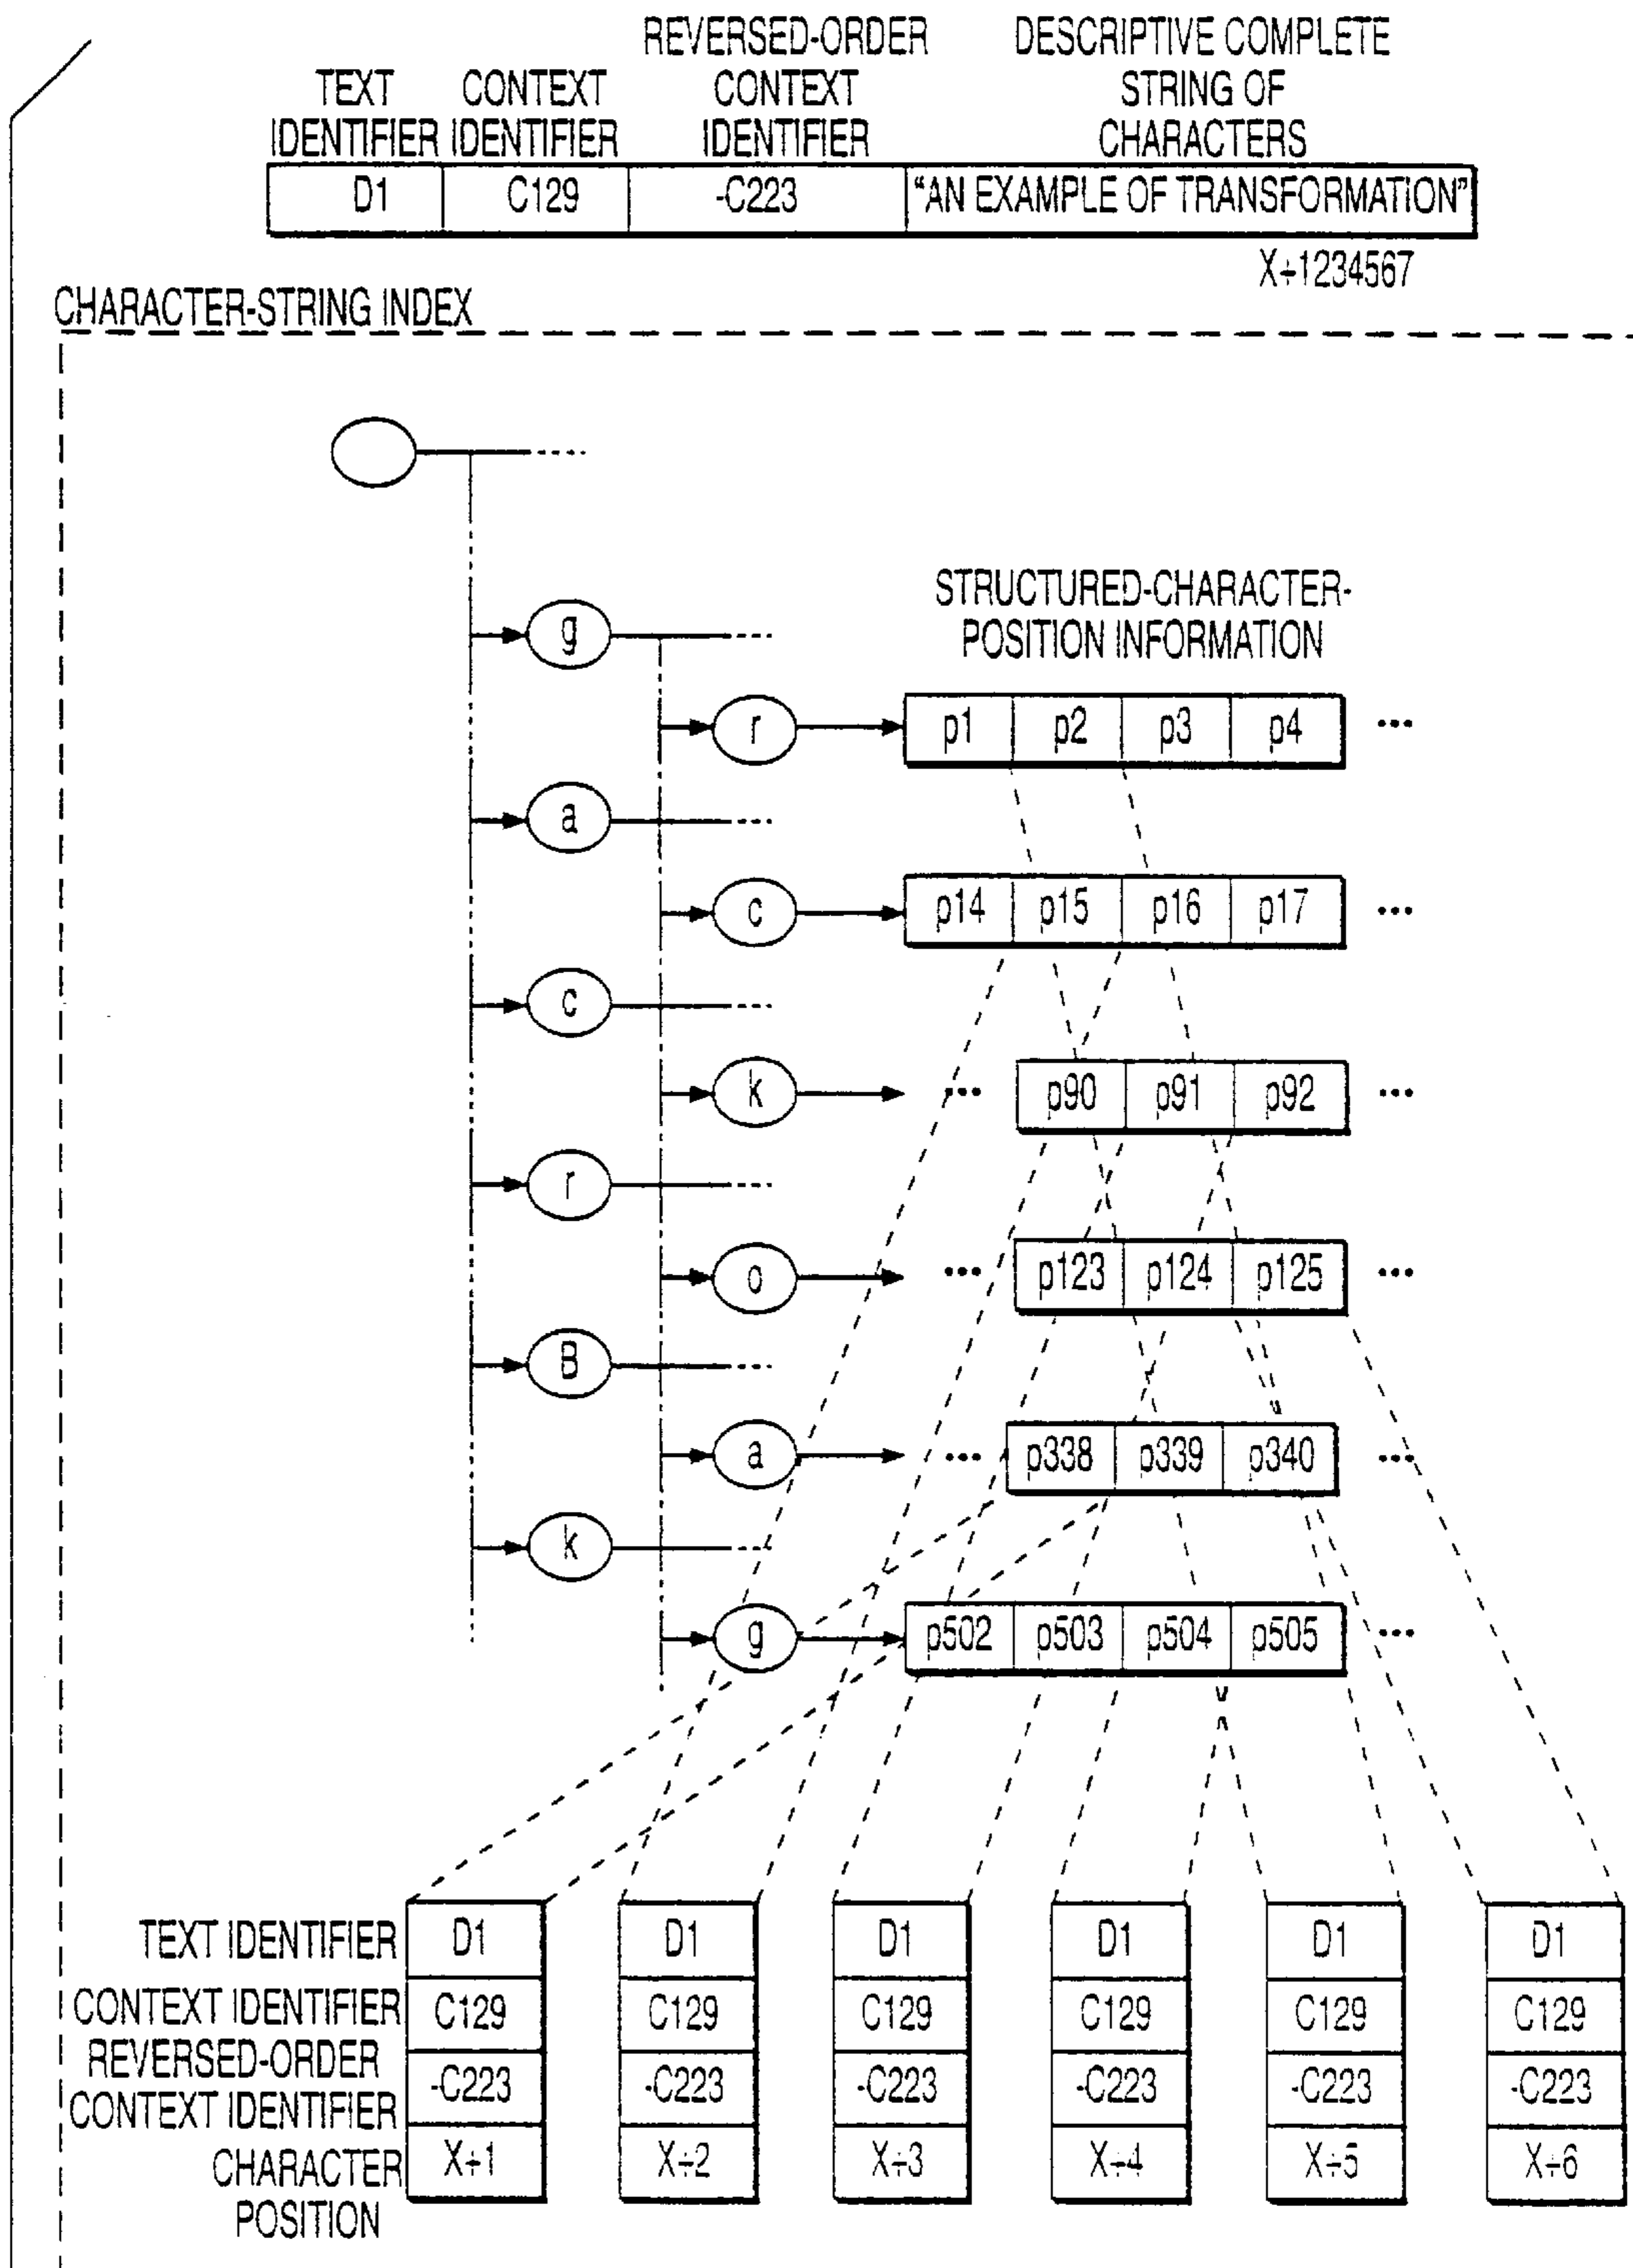 REVERSED-ORDER DESCRIPTIVE COMPLETE
TEXT CONTEXT CONTEXT STRING OF
IDENTIFIER IDENTIFIER IDENTIFIER CHARACTERS
D1 C129 -C223 "AN EXAMPLE OF TRANSFORMATION"
X+1234567
CHARACTER-STRING INDEX
STRUCTURED-CHARACTER-
POSITION INFORMATION
g
r p1 p2 p3 p4 ...
a
c p14 p15 p16 p17 ...
c
k ... p90 p91 p92 ...
r
o ... p123 p124 p125 ...
B
a ... p338 p339 p340 ...
k
g p502 p503 p504 p505 ...
TEXT IDENTIFIER D1 D1 D1 D1 D1 D1
CONTEXT IDENTIFIER C129 C129 C129 C129 C129 C129
REVERSED-ORDER
CONTEXT IDENTIFIER -C223 -C223 -C223 -C223 -C223 -C223
CHARACTER
POSITION X+1 X+2 X+3 X+4 X+5 X+6